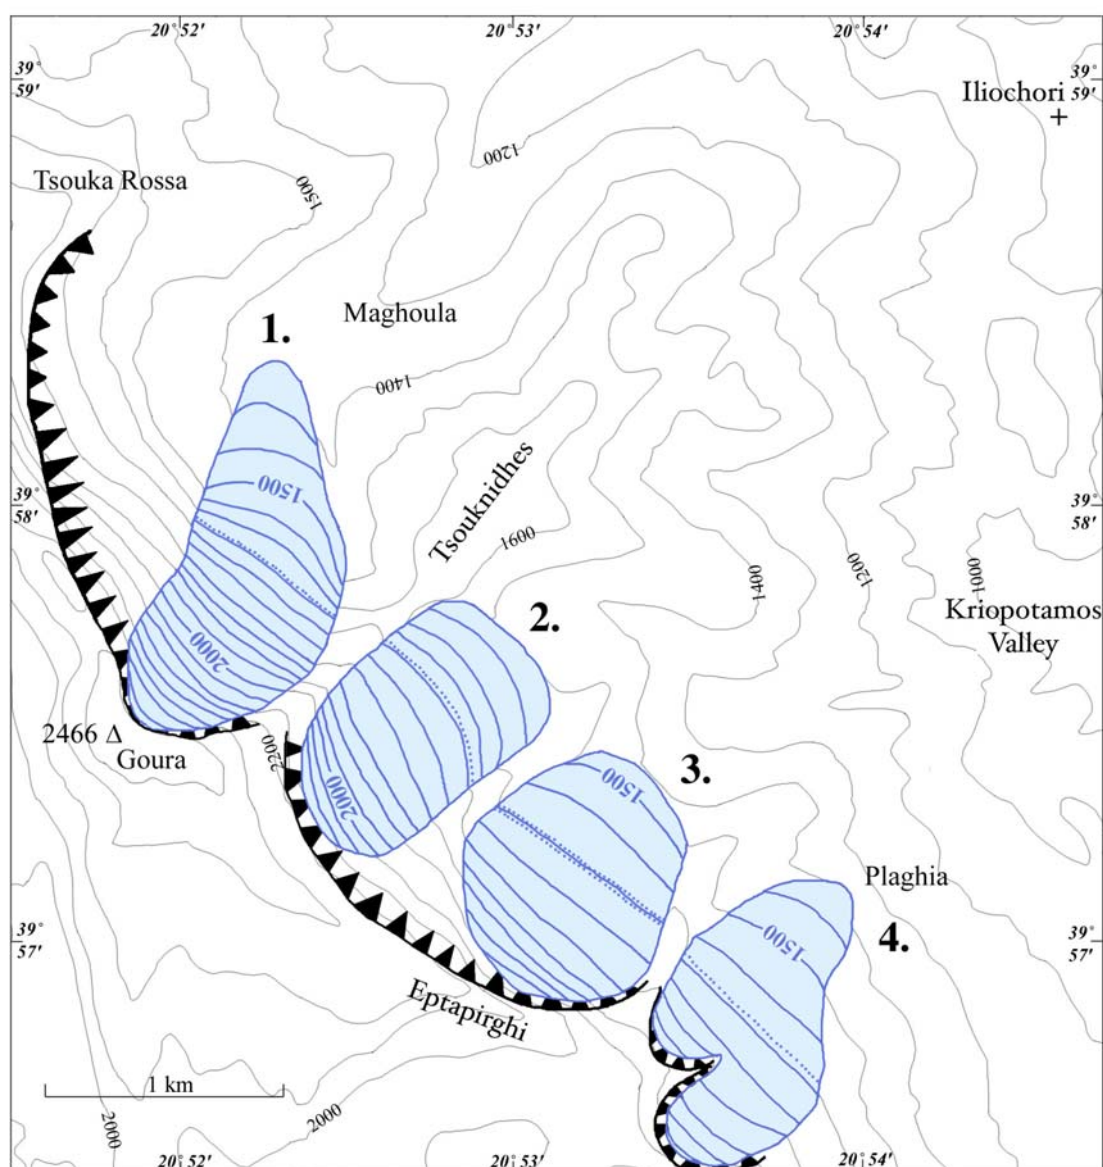 20°52' 20°53' 20°54'
39° 59' 39° 59'
Iliochori
1200
Tsouka Rossa
1500
1.
Maghoula
1400
Tsouknidhes
1500
39° 58' 39° 58'
1600
1400
1200
1000
2.
Kriopotamos
Valley
2000
2466 Δ
Goura
2200
2000
1500
3.
Plaghia
4.
1500
39° 57' 39° 57'
Eptapirghi
1 km
2000
2000
20°52' 20°53' 20°54'